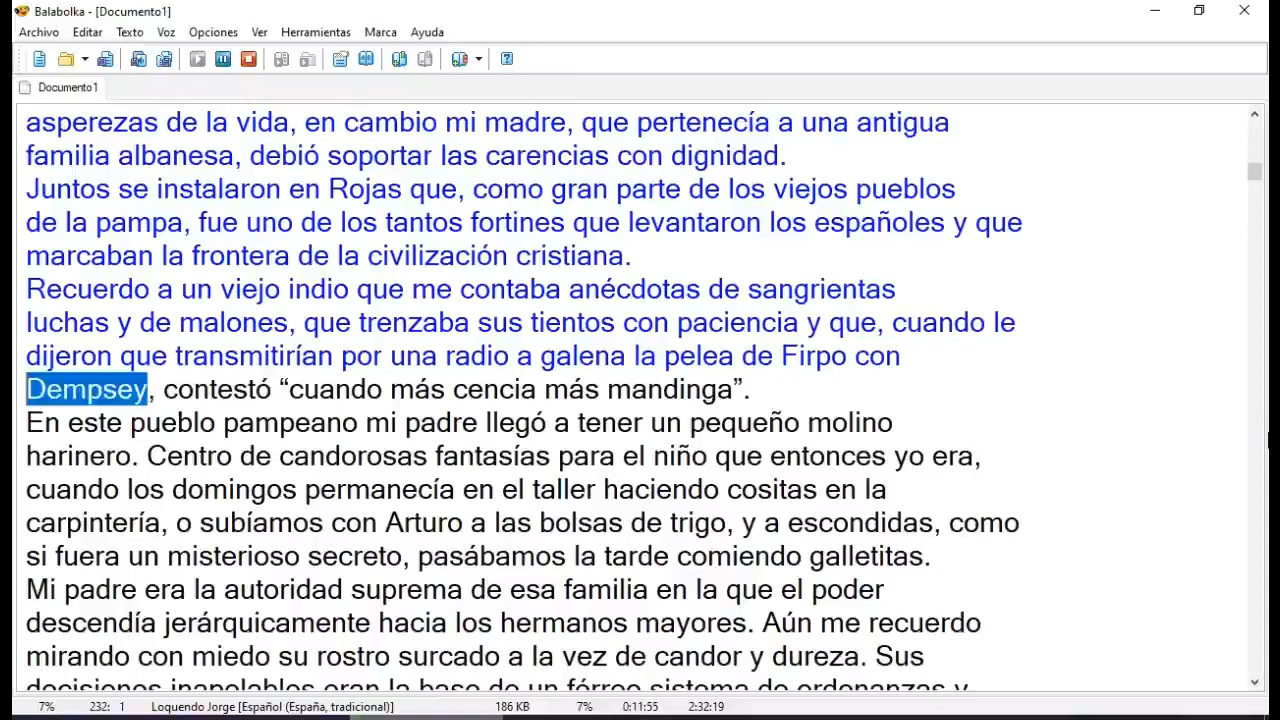 Balabolka - [Documento1]
Archivo Editar Texto Voz Opciones Ver Herramientas Marca Ayuda
Documento1
asperezas de la vida, en cambio mi madre, que pertenecía a una antigua
familia albanesa, debió soportar las carencias con dignidad.
Juntos se instalaron en Rojas que, como gran parte de los viejos pueblos
de la pampa, fue uno de los tantos fortines que levantaron los españoles y que
marcaban la frontera de la civilización cristiana.
Recuerdo a un viejo indio que me contaba anécdotas de sangrientas
luchas y de malones, que trenzaba sus tientos con paciencia y que, cuando le
dijeron que transmitirían por una radio a galena la pelea de Firpo con
Dempsey, contestó “cuando más cencia más mandinga”.
En este pueblo pampeano mi padre llegó a tener un pequeño molino
harinero. Centro de candorosas fantasías para el niño que entonces yo era,
cuando los domingos permanecía en el taller haciendo cositas en la
carpintería, o subíamos con Arturo a las bolsas de trigo, y a escondidas, como
si fuera un misterioso secreto, pasábamos la tarde comiendo galletitas.
Mi padre era la autoridad suprema de esa familia en la que el poder
descendía jerárquicamente hacia los hermanos mayores. Aún me recuerdo
mirando con miedo su rostro surcado a la vez de candor y dureza. Sus
decisiones inapelables eran la base de un férreo sistema de ordenanzas y
7% 232: 1 Loquendo Jorge [Español (España, tradicional)] 186 KB 7% 0:11:55 2:32:19